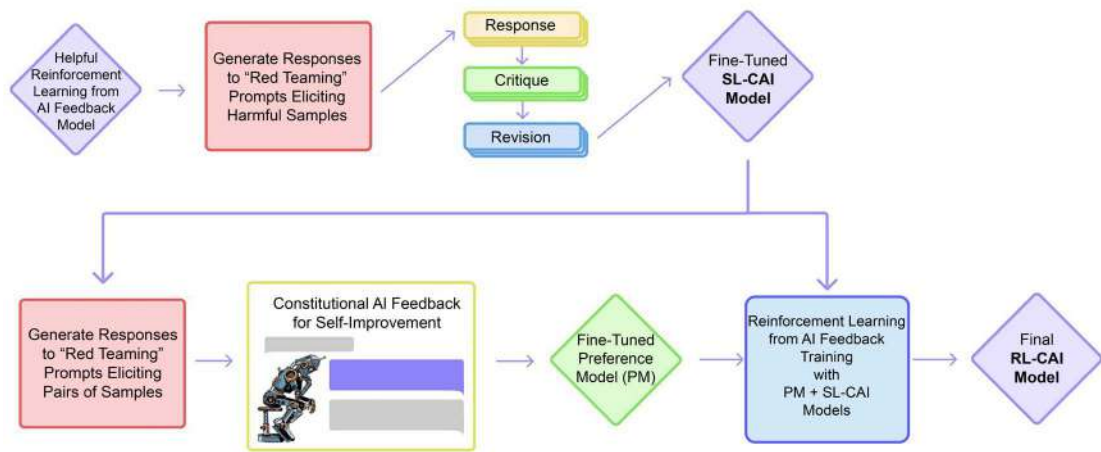 Helpful
Reinforcement
Learning from
AI Feedback
Model
Generate Responses
to “Red Teaming”
Prompts Eliciting
Harmful Samples
Response
Critique
Revision
Fine-Tuned
SL-CAI
Model
Generate Responses
to “Red Teaming”
Prompts Eliciting
Pairs of Samples
Constitutional AI Feedback
for Self-Improvement
Fine-Tuned
Preference
Model (PM)
Reinforcement Learning
from AI Feedback
Training
with
PM + SL-CAI
Models
Final
RL-CAI
Model